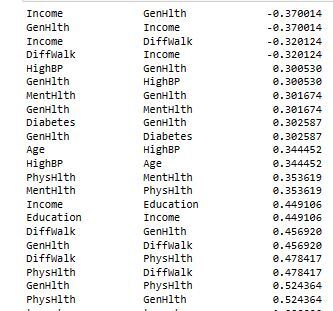 Income GenHlth -0.370014
GenHlth Income -0.370014
Income DiffWalk -0.320124
DiffWalk Income -0.320124
HighBP GenHlth 0.300530
GenHlth HighBP 0.300530
MentHlth GenHlth 0.301674
GenHlth MentHlth 0.301674
Diabetes GenHlth 0.302587
GenHlth Diabetes 0.302587
Age HighBP 0.344452
HighBP Age 0.344452
PhysHlth MentHlth 0.353619
MentHlth PhysHlth 0.353619
Income Education 0.449106
Education Income 0.449106
DiffWalk GenHlth 0.456920
GenHlth DiffWalk 0.456920
DiffWalk PhysHlth 0.478417
PhysHlth DiffWalk 0.478417
GenHlth PhysHlth 0.524364
PhysHlth GenHlth 0.524364